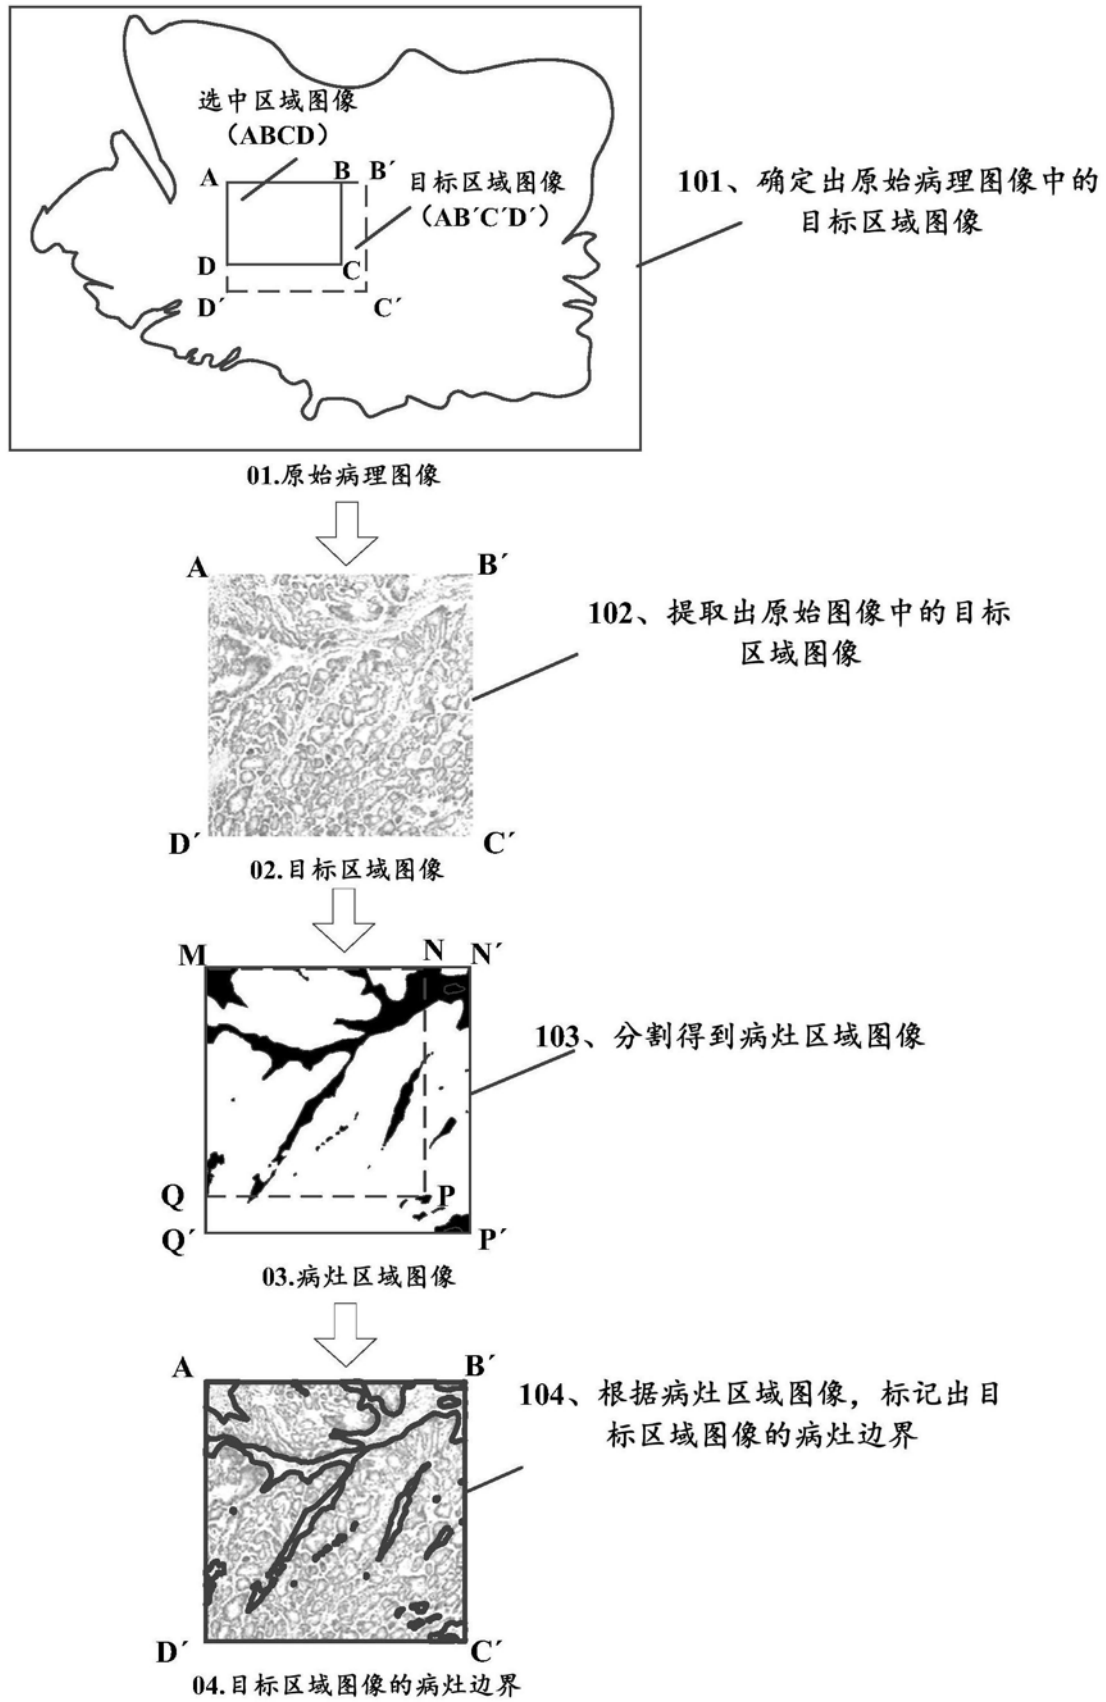 选中区域图像
（ABCD）
A
B
B´
目标区域图像
（AB´C´D´）
D
C
D´
C´
101、确定出原始病理图像中的
目标区域图像
01.原始病理图像
A
B´
102、提取出原始图像中的目标
区域图像
D´
C´
02.目标区域图像
M
N
N´
103、分割得到病灶区域图像
Q
P
Q´
P´
03.病灶区域图像
A
B´
104、根据病灶区域图像，标记出目
标区域图像的病灶边界
D´
C´
04.目标区域图像的病灶边界